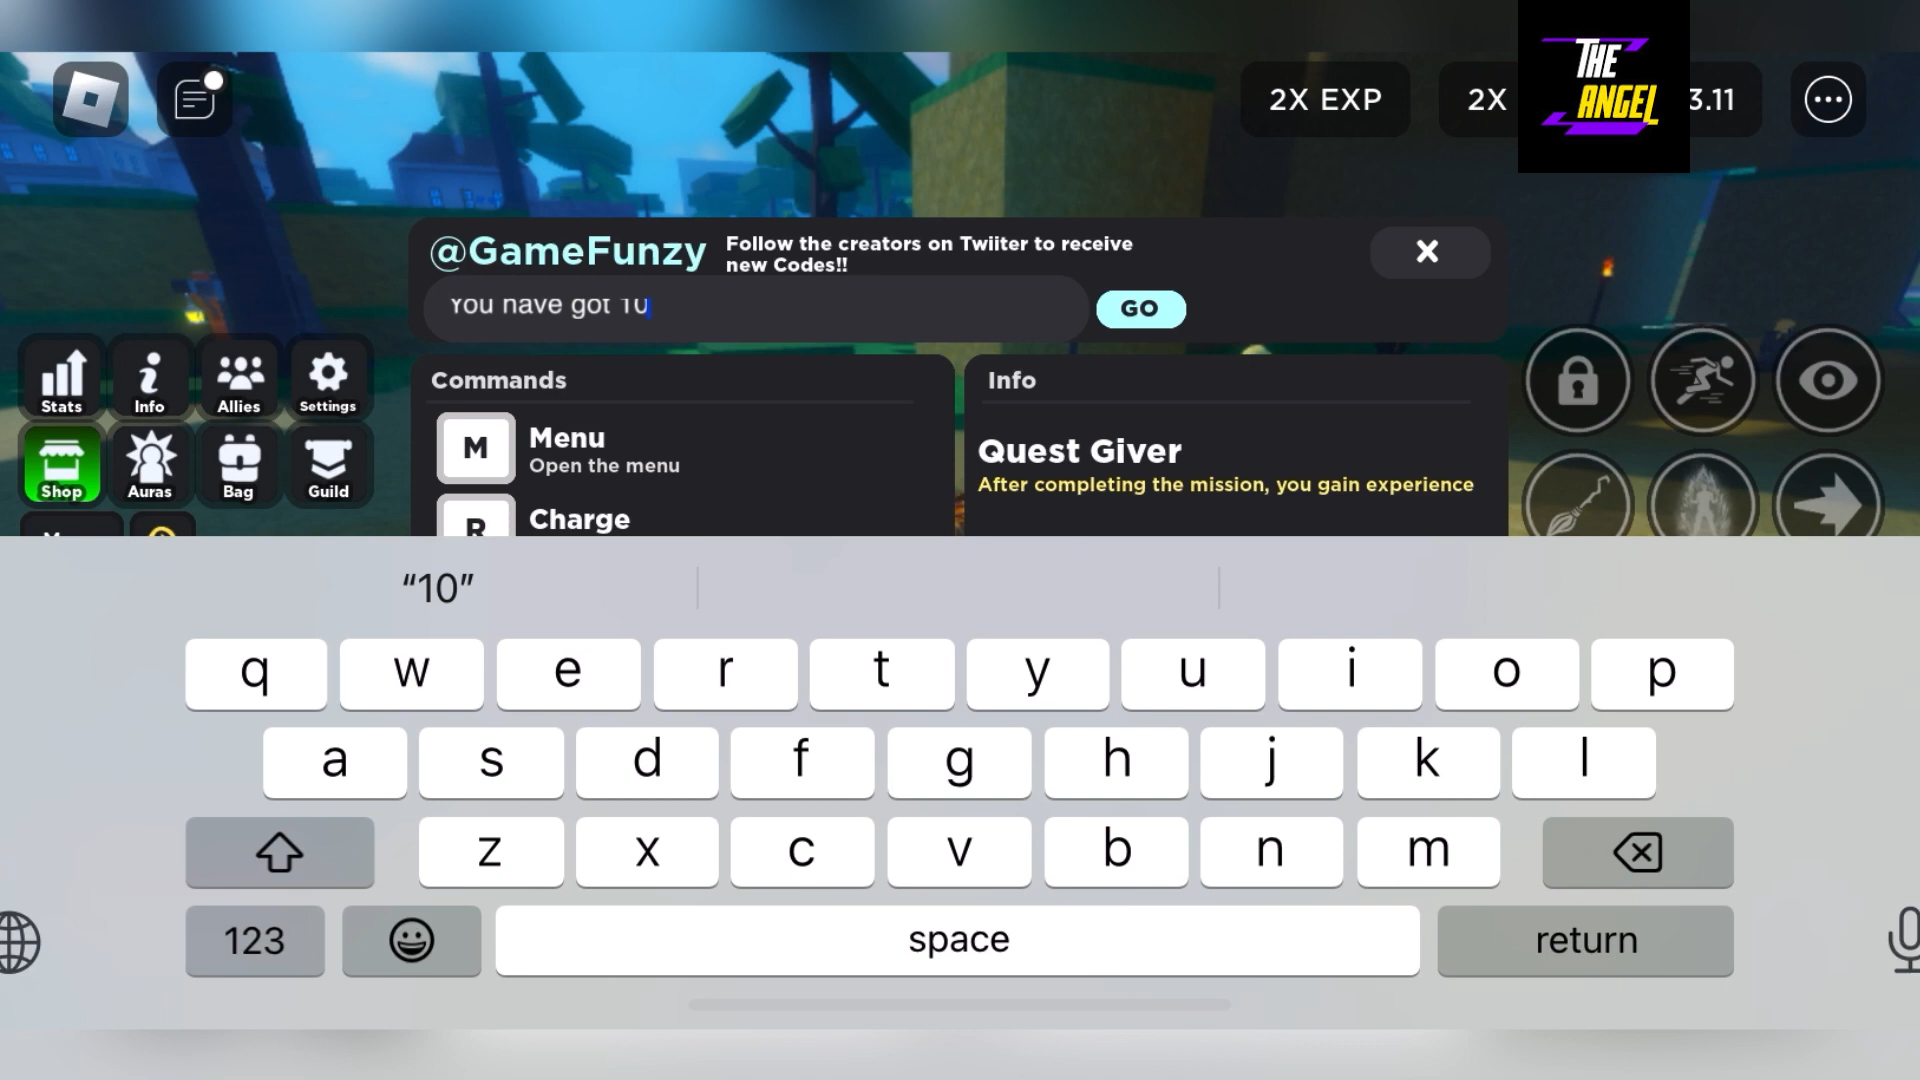 2X EXP
2X
3.11
THE
ANGEL
@GameFunzy
Follow the creators on Twiiter to receive
new Codes!!
You have got 10
GO
Stats
Info
Allies
Settings
Shop
Auras
Bag
Guild
Commands
M
Menu
Open the menu
R
Charge
Info
Quest Giver
After completing the mission, you gain experience
“10”
q w e r t y u i o p
a s d f g h j k l
z x c v b n m
123
space
return